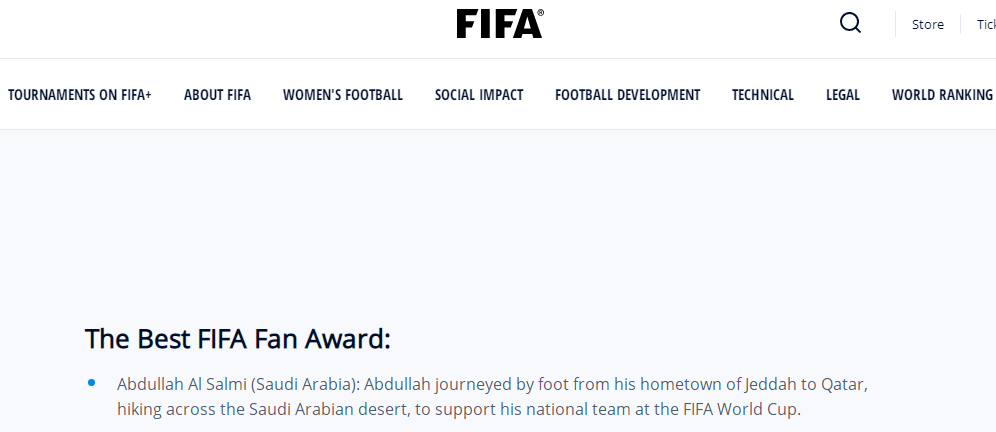 FIFA®
Store
TOURNAMENTS ON FIFA+ ABOUT FIFA WOMEN'S FOOTBALL SOCIAL IMPACT FOOTBALL DEVELOPMENT TECHNICAL LEGAL WORLD RANKING
The Best FIFA Fan Award:
Abdullah Al Salmi (Saudi Arabia): Abdullah journeyed by foot from his hometown of Jeddah to Qatar,
hiking across the Saudi Arabian desert, to support his national team at the FIFA World Cup.